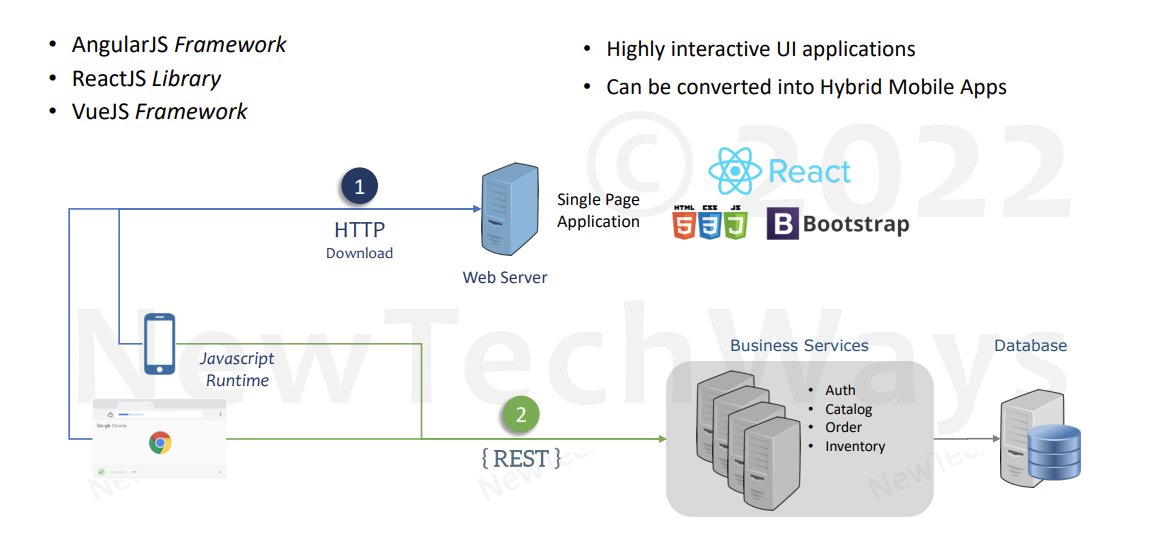 • AngularJS Framework
• ReactJS Library
• VueJS Framework
• Highly interactive UI applications
• Can be converted into Hybrid Mobile Apps
© 2022
1
HTTP
Download
Web Server
Single Page
Application
React
HTML CSS JS
5 3
B Bootstrap
NewTechWays
Javascript
Runtime
Google Chrome
2
{ REST }
Business Services
• Auth
• Catalog
• Order
• Inventory
Database